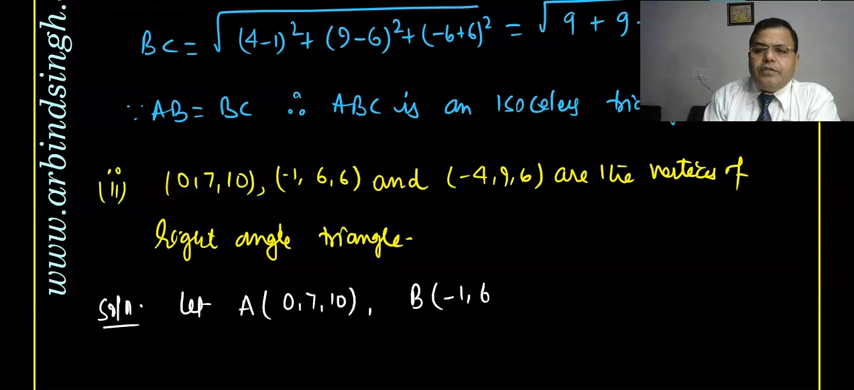 www.arbindsingh.
BC = √(4-1)²+(9-6)²+(-6+6)² = √9+9
∵ AB = BC ∴ ABC is an Isoceles tri
(ii) (0,7,10), (-1, 6,6) and (-4,9,6) are the vertices of
Right angle triangle-
Soln. Let A(0,7,10), B(-1,6